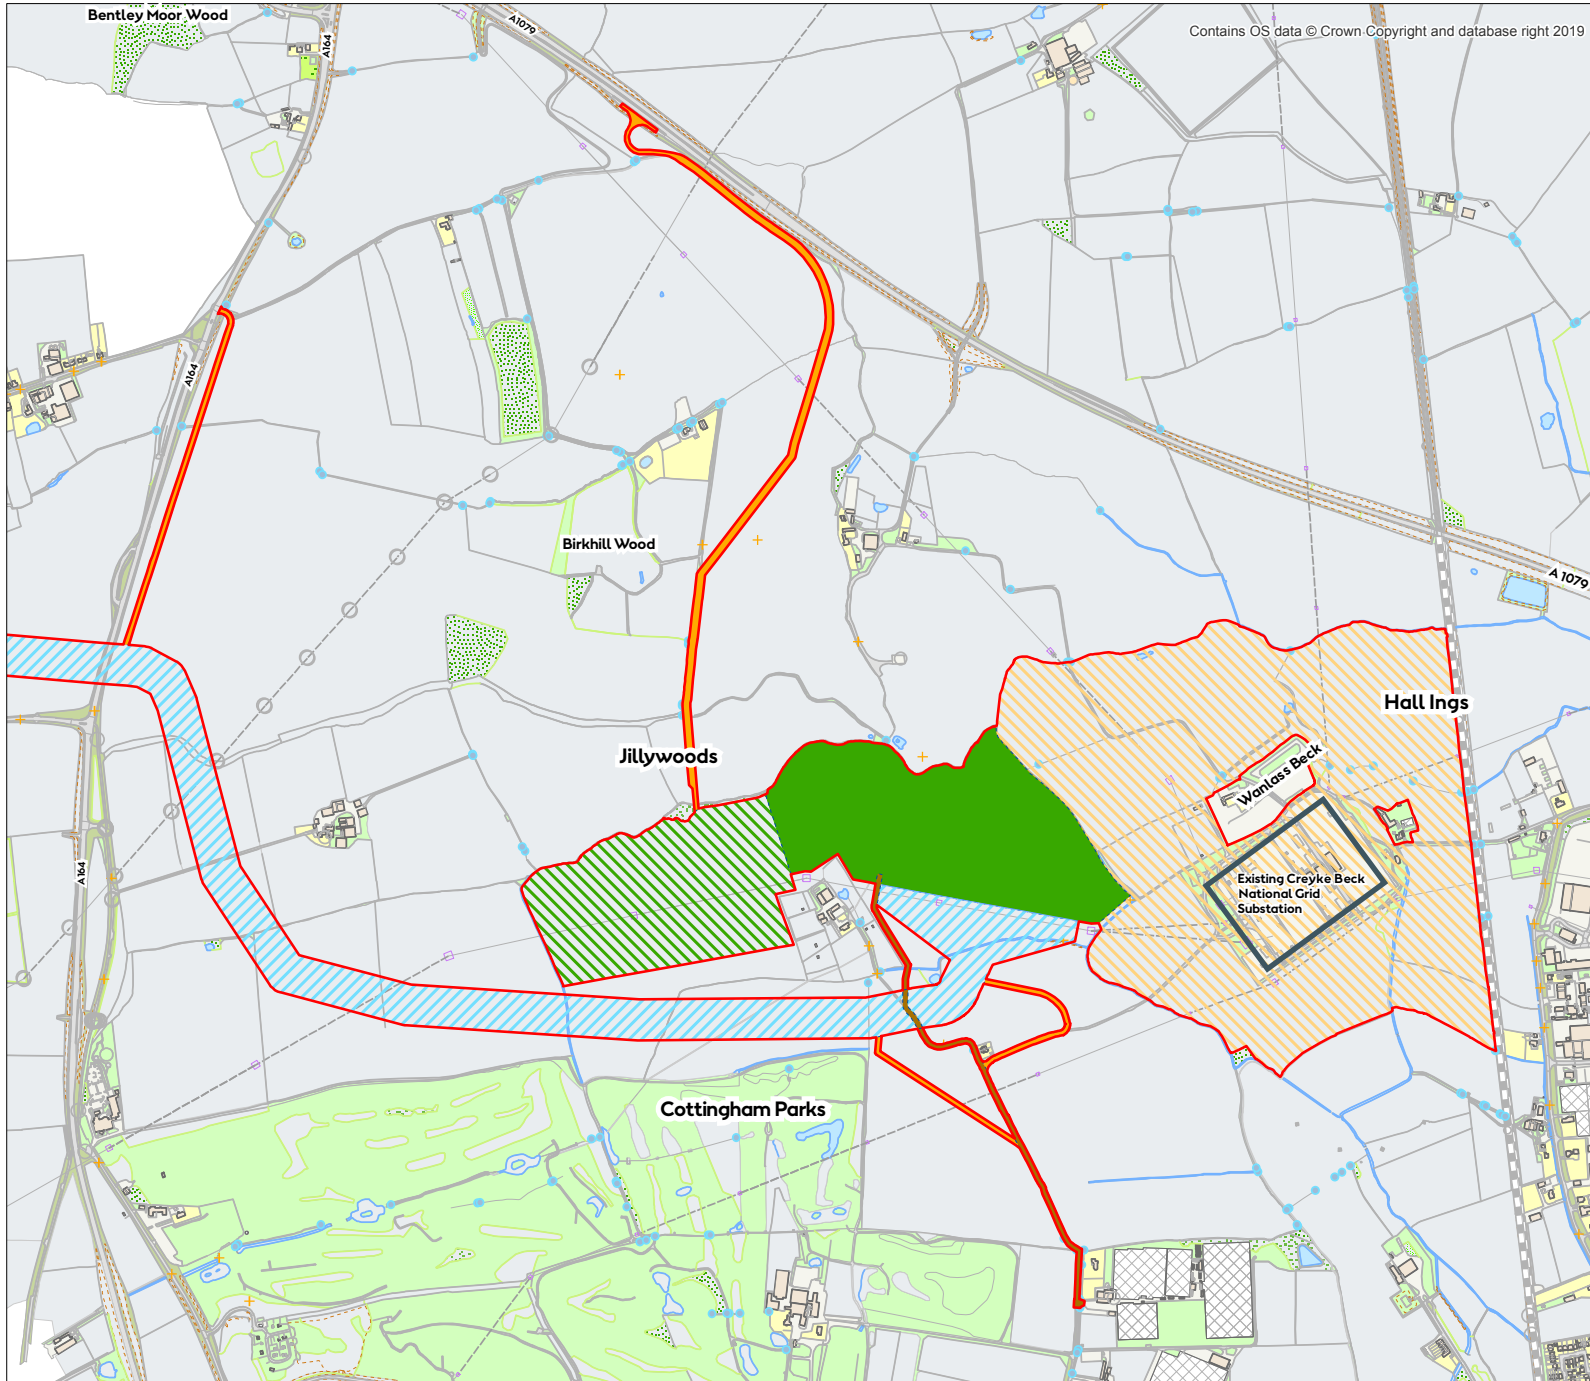 Bentley Moor Wood
A164
A1079
Contains OS data © Crown Copyright and database right 2019
A164
Birkhill Wood
A 1079
Hall Ings
Jillywoods
Wanlass Beck
A164
Existing Creyke Beck
National Grid
Substation
Cottingham Parks